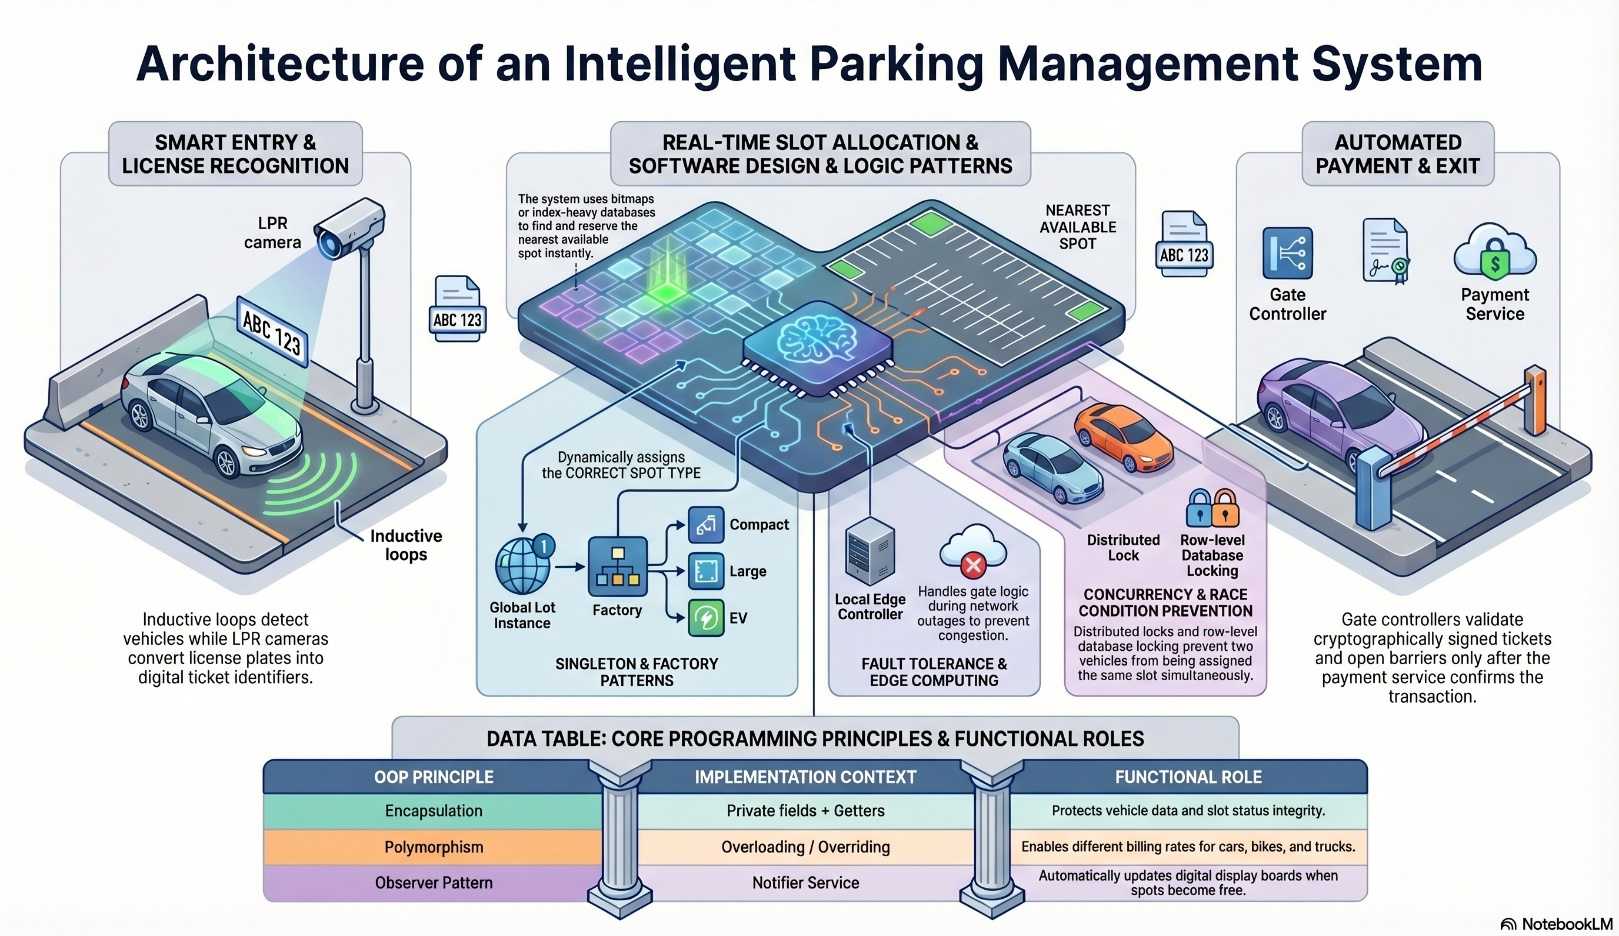 Architecture of an Intelligent Parking Management System
SMART ENTRY &
LICENSE RECOGNITION
LPR
camera
ABC 123
Inductive
loops
Inductive loops detect
vehicles while LPR cameras
convert license plates into
digital ticket identifiers.
ABC 123
REAL-TIME SLOT ALLOCATION &
SOFTWARE DESIGN & LOGIC PATTERNS
The system uses bitmaps
or index-heavy databases
to find and reserve the
nearest available
spot instantly.
NEAREST
AVAILABLE
SPOT
ABC 123
Dynamically assigns
the CORRECT SPOT TYPE
1
Global Lot
Instance
Factory
Compact
Large
EV
SINGLETON & FACTORY
PATTERNS
Local Edge
Controller
Handles gate logic
during network
outages to prevent
congestion.
FAULT TOLERANCE &
EDGE COMPUTING
Distributed
Lock
Row-level
Database
Locking
CONCURRENCY & RACE
CONDITION PREVENTION
Distributed locks and row-level
database locking prevent two
vehicles from being assigned
the same slot simultaneously.
AUTOMATED
PAYMENT & EXIT
Gate
Controller
$
Payment
Service
Gate controllers validate
cryptographically signed tickets
and open barriers only after the
payment service confirms the
transaction.
DATA TABLE: CORE PROGRAMMING PRINCIPLES & FUNCTIONAL ROLES
OOP PRINCIPLE IMPLEMENTATION CONTEXT FUNCTIONAL ROLE
Encapsulation Private fields + Getters Protects vehicle data and slot status integrity.
Polymorphism Overloading / Overriding Enables different billing rates for cars, bikes, and trucks.
Observer Pattern Notifier Service Automatically updates digital display boards when
spots become free.
NotebookLM